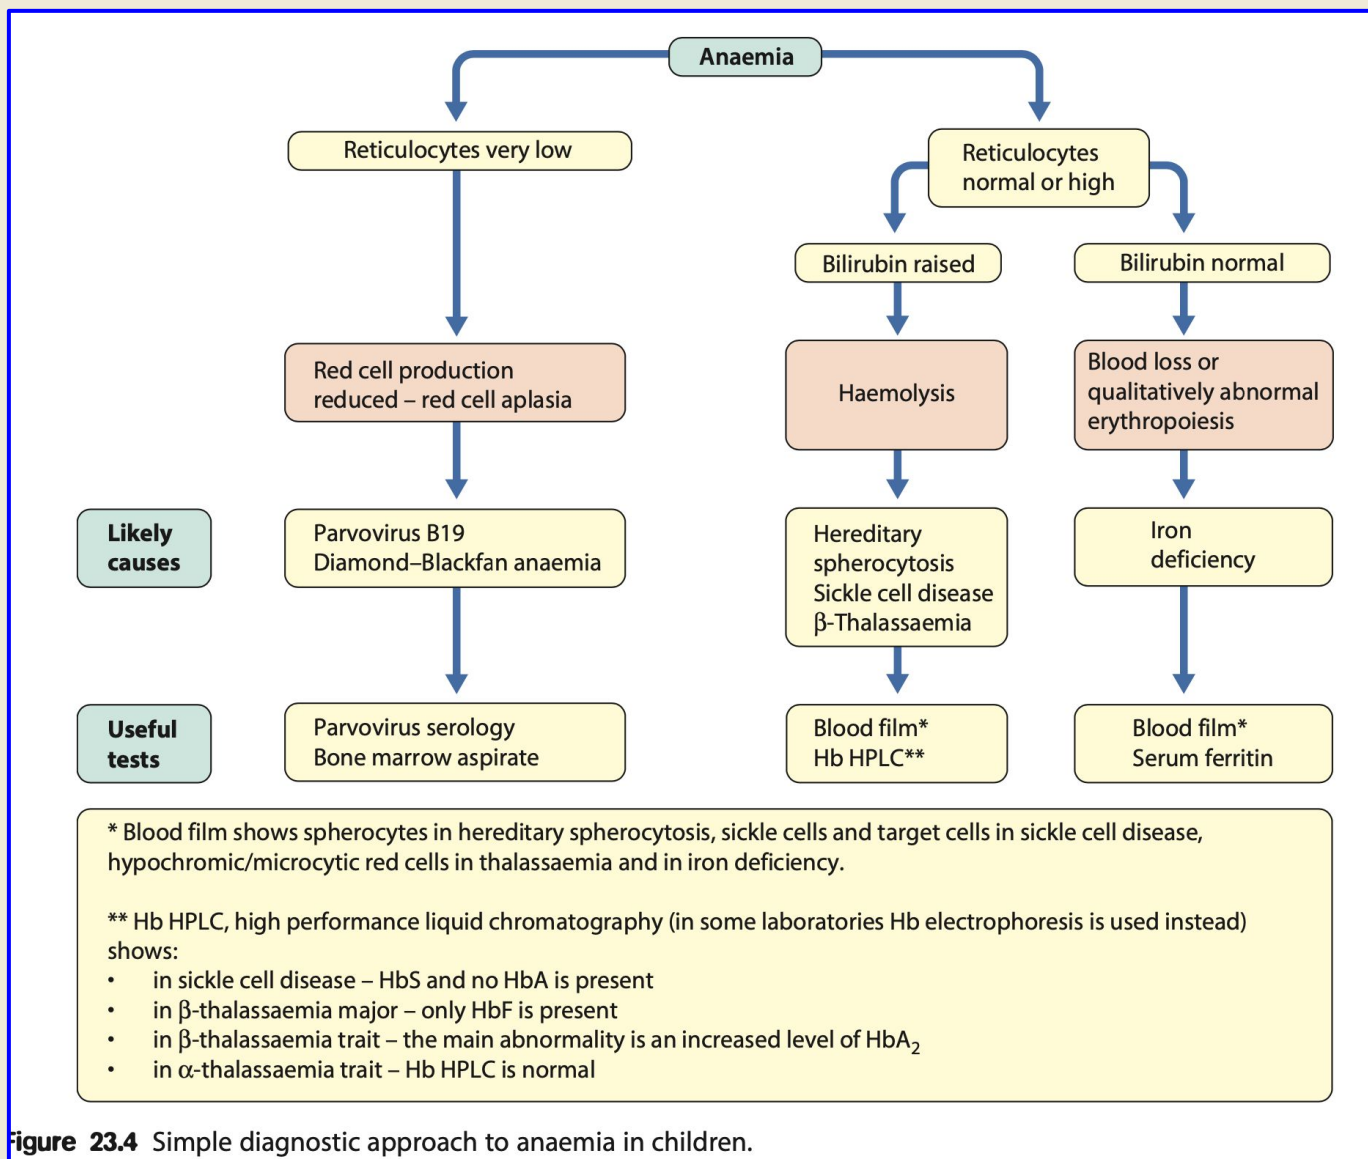 Anaemia
Reticulocytes very low
Reticulocytes
normal or high
Bilirubin raised
Bilirubin normal
Red cell production
reduced – red cell aplasia
Haemolysis
Blood loss or
qualitatively abnormal
erythropoiesis
Likely
causes
Parvovirus B19
Diamond–Blackfan anaemia
Hereditary
spherocytosis
Sickle cell disease
β-Thalassaemia
Iron
deficiency
Useful
tests
Parvovirus serology
Bone marrow aspirate
Blood film*
Hb HPLC**
Blood film*
Serum ferritin
* Blood film shows spherocytes in hereditary spherocytosis, sickle cells and target cells in sickle cell disease,
hypochromic/microcytic red cells in thalassaemia and in iron deficiency.
** Hb HPLC, high performance liquid chromatography (in some laboratories Hb electrophoresis is used instead)
shows:
• in sickle cell disease – HbS and no HbA is present
• in β-thalassaemia major – only HbF is present
• in β-thalassaemia trait – the main abnormality is an increased level of HbA₂
• in α-thalassaemia trait – Hb HPLC is normal
Figure 23.4 Simple diagnostic approach to anaemia in children.